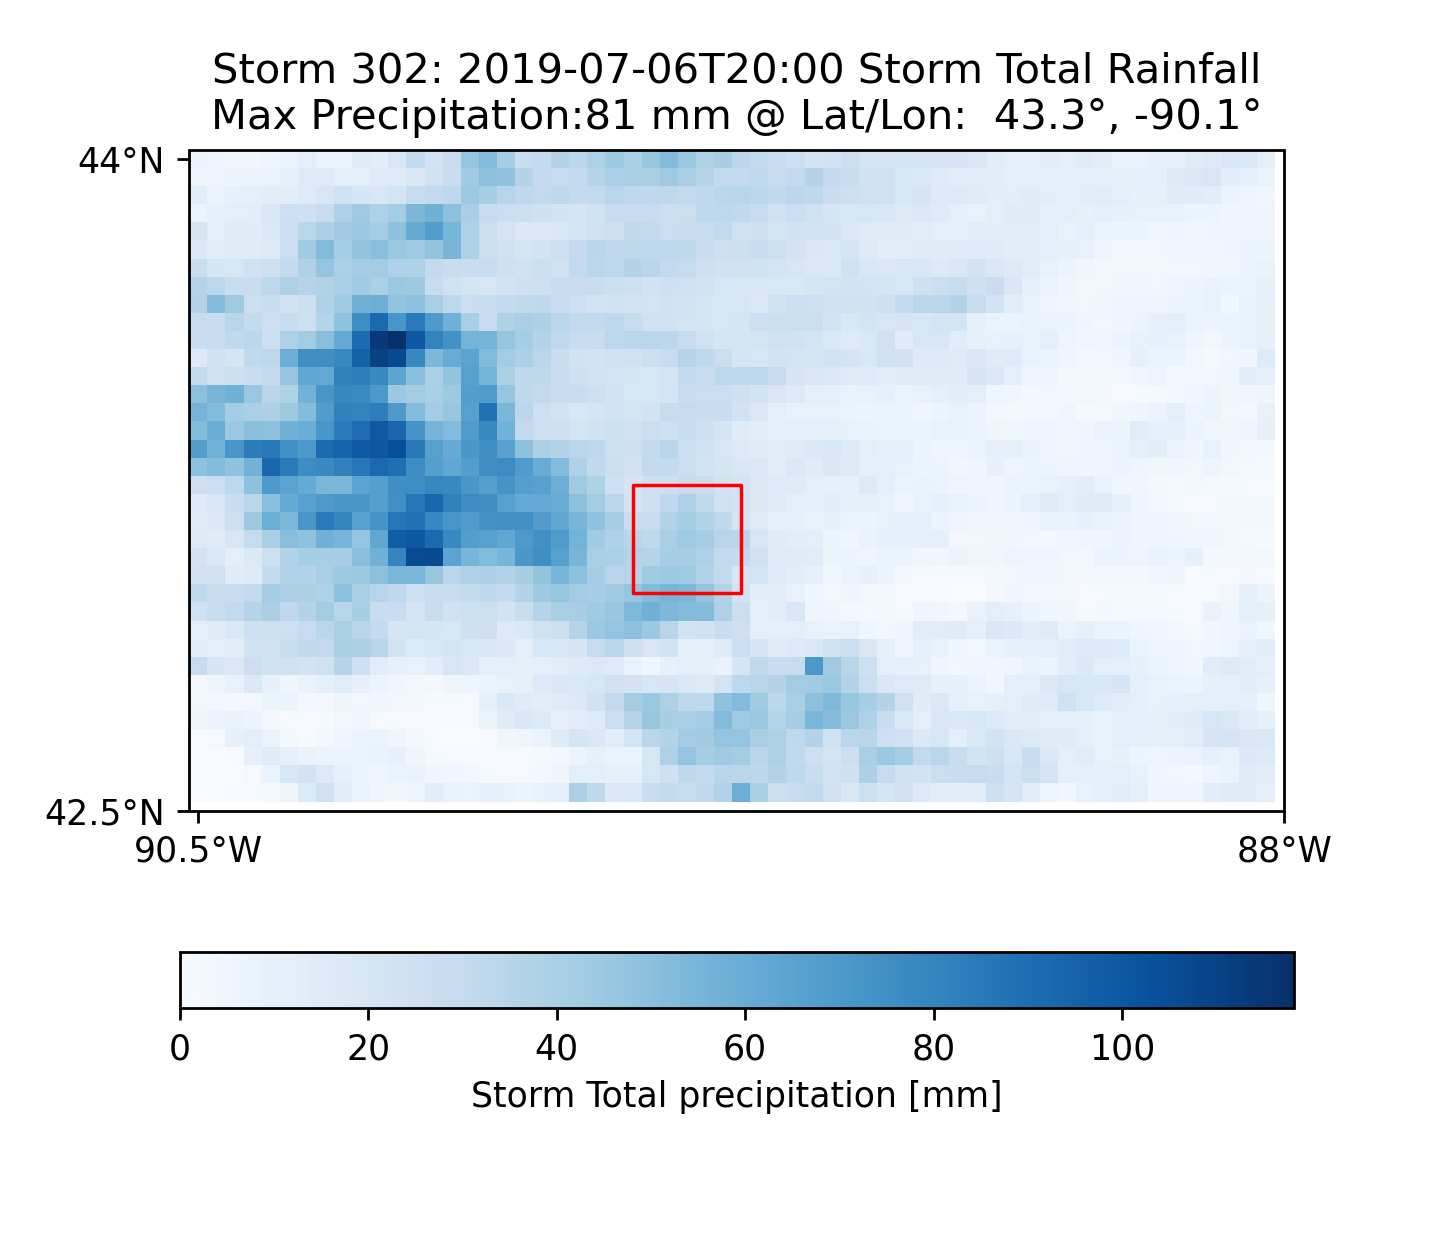 Storm 302: 2019-07-06T20:00 Storm Total Rainfall
Max Precipitation:81 mm @ Lat/Lon:  43.3°, -90.1°
44°N
42.5°N
90.5°W 88°W
0 20 40 60 80 100
Storm Total precipitation [mm]